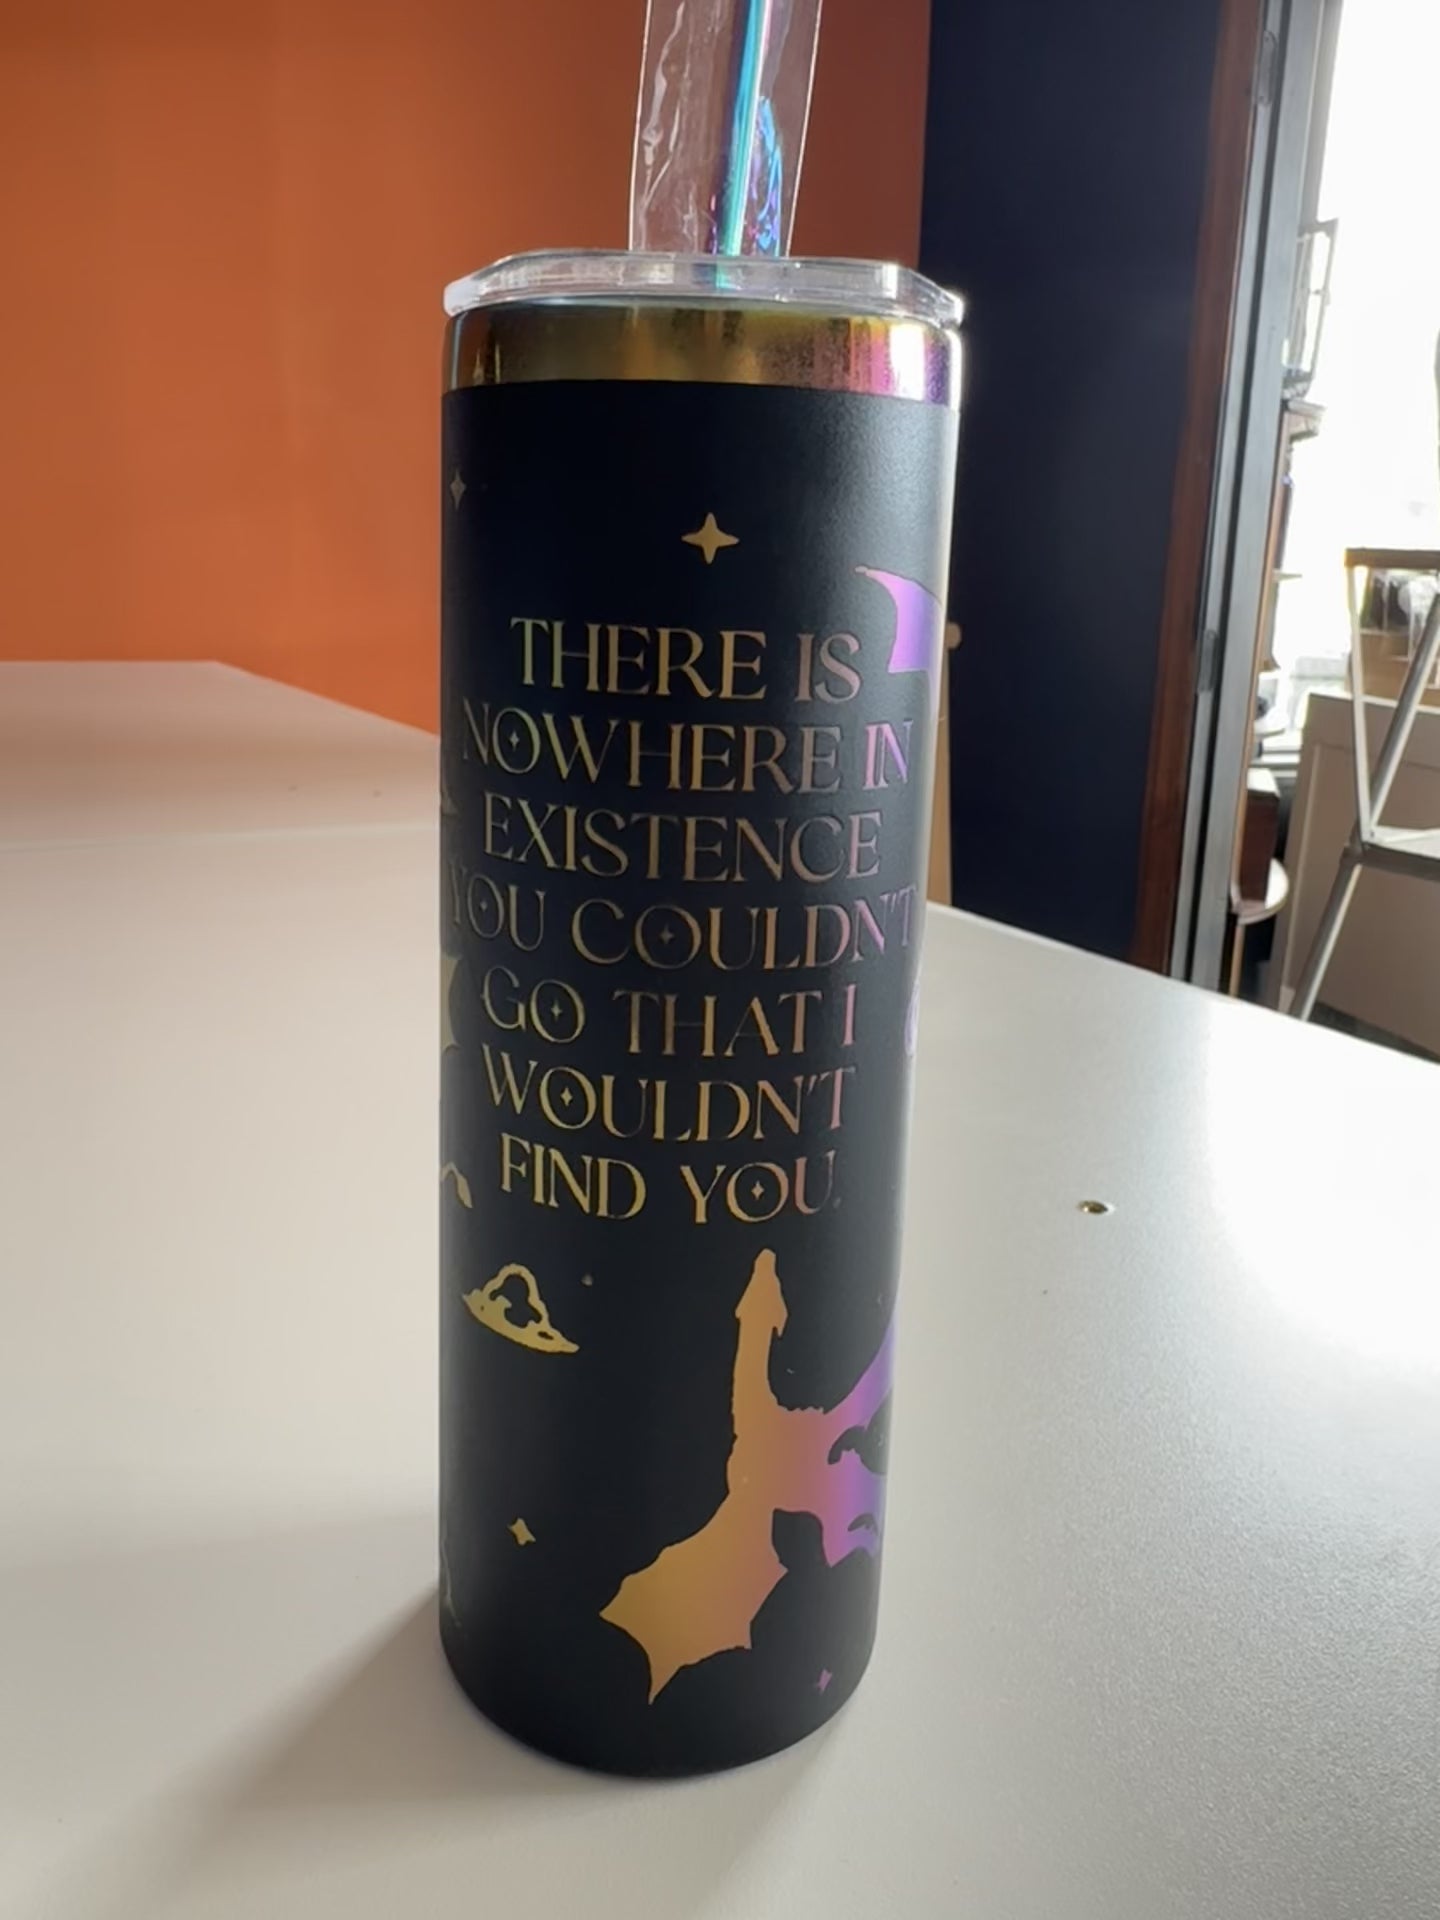 THERE IS
NOWHERE IN
EXISTENCE
YOU COULDN'T
GO THAT I
WOULDN'T
FIND YOU.